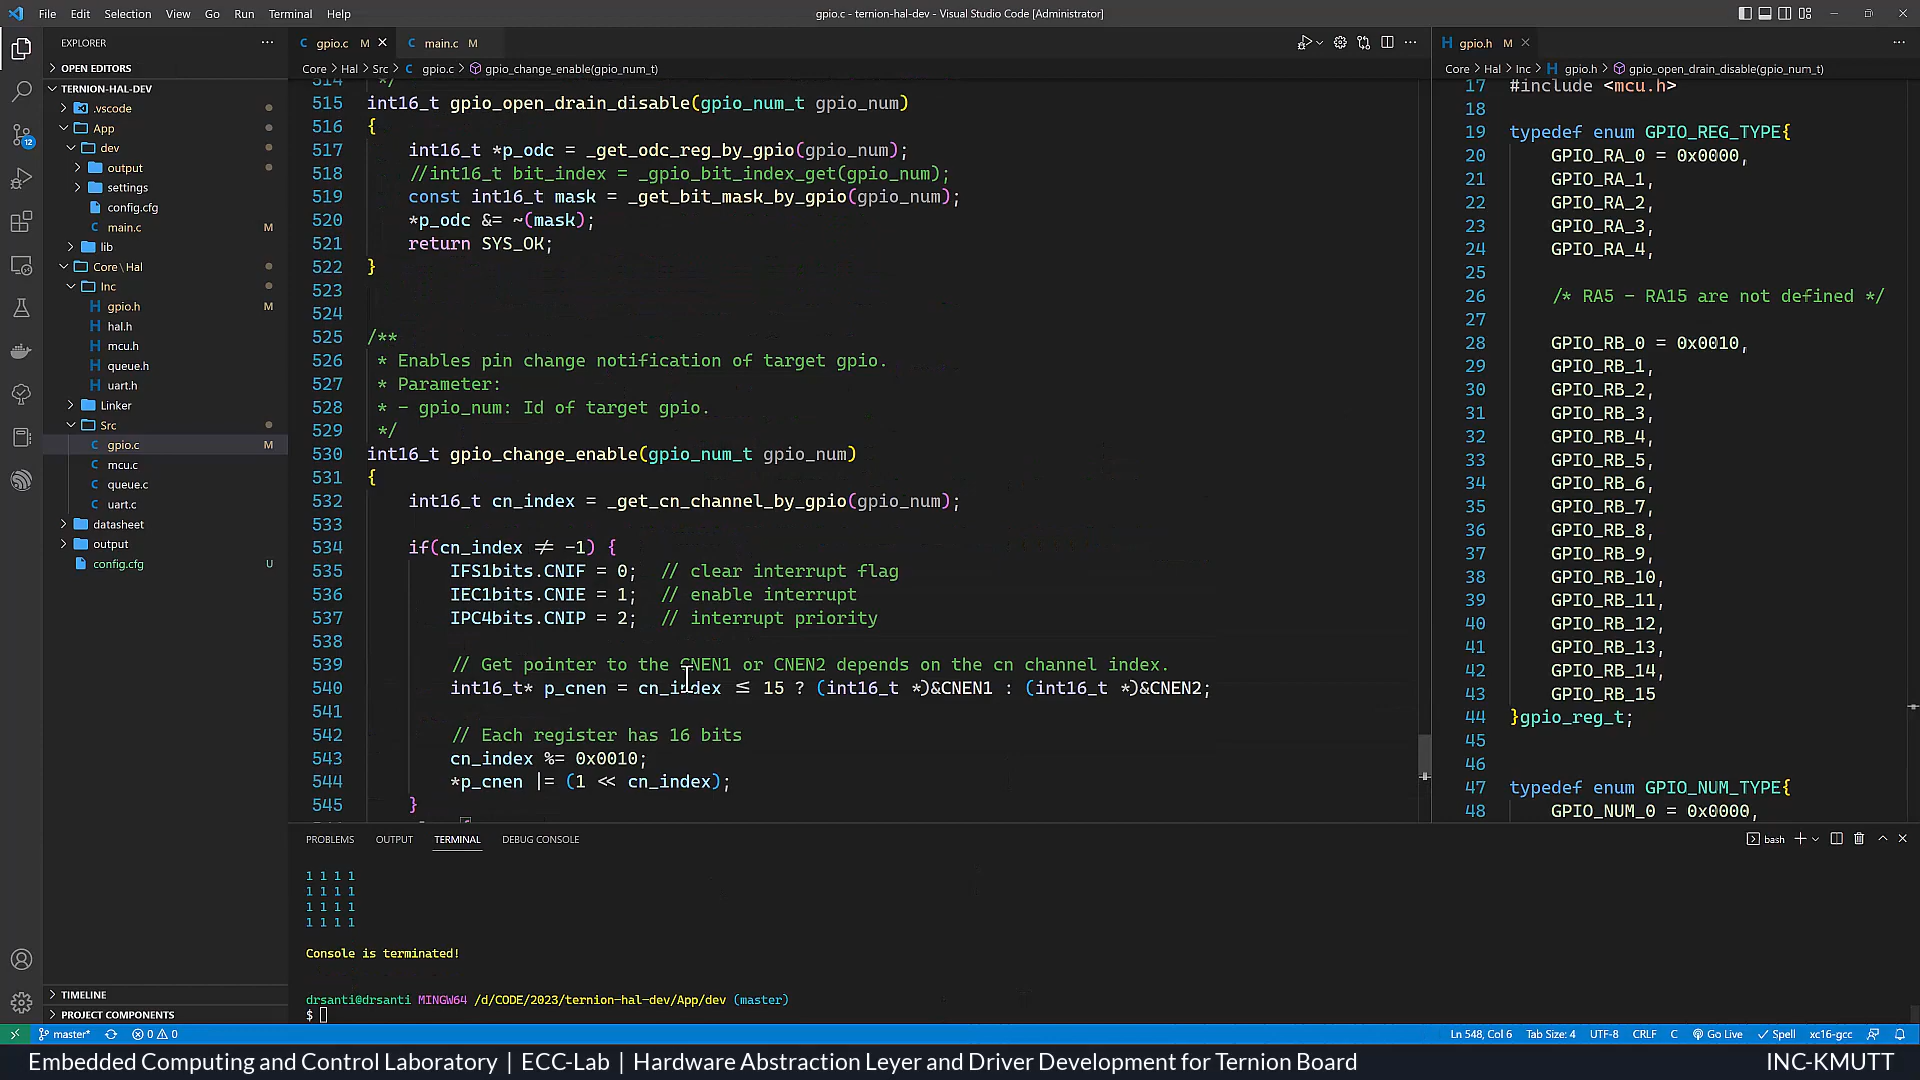 File Edit Selection View Go Run Terminal Help
gpio.c - ternion-hal-dev - Visual Studio Code [Administrator]
EXPLORER
OPEN EDITORS
TERNION-HAL-DEV
.vscode
App
dev
output
settings
config.cfg
main.c M
lib
Core\Hal
Inc
gpio.h M
hal.h
mcu.h
queue.h
uart.h
Linker
Src
gpio.c M
mcu.c
queue.c
uart.c
datasheet
output
config.cfg U
TIMELINE
PROJECT COMPONENTS
12
gpio.c M main.c M
Core > Hal > Src > gpio.c > gpio_change_enable(gpio_num_t)
514 */
515 int16_t gpio_open_drain_disable(gpio_num_t gpio_num)
516 {
517 int16_t *p_odc = _get_odc_reg_by_gpio(gpio_num);
518 //int16_t bit_index = _gpio_bit_index_get(gpio_num);
519 const int16_t mask = _get_bit_mask_by_gpio(gpio_num);
520 *p_odc &= ~(mask);
521 return SYS_OK;
522 }
523
524
525 /**
526 * Enables pin change notification of target gpio.
527 * Parameter:
528 * - gpio_num: Id of target gpio.
529 */
530 int16_t gpio_change_enable(gpio_num_t gpio_num)
531 {
532 int16_t cn_index = _get_cn_channel_by_gpio(gpio_num);
533
534 if(cn_index != -1) {
535 IFS1bits.CNIF = 0; // clear interrupt flag
536 IEC1bits.CNIE = 1; // enable interrupt
537 IPC4bits.CNIP = 2; // interrupt priority
538
539 // Get pointer to the CNEN1 or CNEN2 depends on the cn channel index.
540 int16_t* p_cnen = cn_index <= 15 ? (int16_t *)&CNEN1 : (int16_t *)&CNEN2;
541
542 // Each register has 16 bits
543 cn_index %= 0x0010;
544 *p_cnen |= (1 << cn_index);
545 }
gpio.h M
Core > Hal > Inc > gpio.h > gpio_open_drain_disable(gpio_num_t)
17 #include <mcu.h>
18
19 typedef enum GPIO_REG_TYPE{
20 GPIO_RA_0 = 0x0000,
21 GPIO_RA_1,
22 GPIO_RA_2,
23 GPIO_RA_3,
24 GPIO_RA_4,
25
26 /* RA5 - RA15 are not defined */
27
28 GPIO_RB_0 = 0x0010,
29 GPIO_RB_1,
30 GPIO_RB_2,
31 GPIO_RB_3,
32 GPIO_RB_4,
33 GPIO_RB_5,
34 GPIO_RB_6,
35 GPIO_RB_7,
36 GPIO_RB_8,
37 GPIO_RB_9,
38 GPIO_RB_10,
39 GPIO_RB_11,
40 GPIO_RB_12,
41 GPIO_RB_13,
42 GPIO_RB_14,
43 GPIO_RB_15
44 }gpio_reg_t;
45
46
47 typedef enum GPIO_NUM_TYPE{
48 GPIO_NUM_0 = 0x0000,
PROBLEMS OUTPUT TERMINAL DEBUG CONSOLE
bash
1 1 1 1
1 1 1 1
1 1 1 1
1 1 1 1
Console is terminated!
drsanti@drsanti MINGW64 /d/CODE/2023/ternion-hal-dev/App/dev (master)
$
master* 0 0
Ln 548, Col 6 Tab Size: 4 UTF-8 CRLF C Go Live Spell xc16-gcc
Embedded Computing and Control Laboratory | ECC-Lab | Hardware Abstraction Layer and Driver Development for Ternion Board
INC-KMUTT